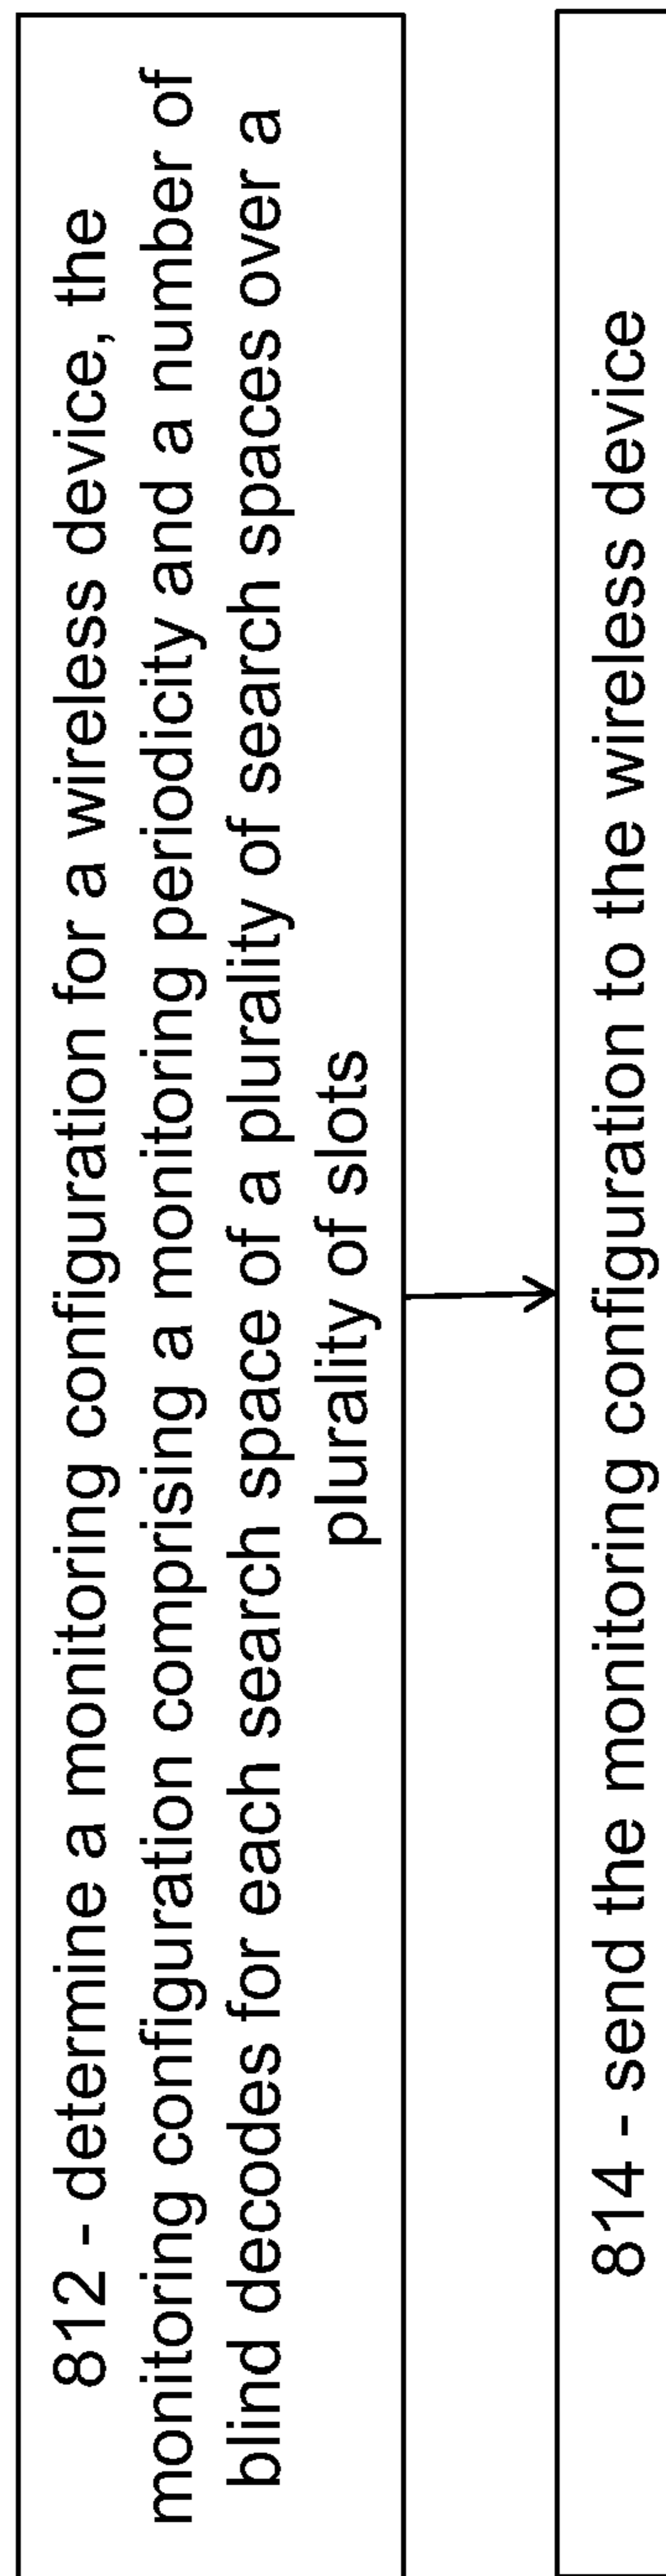 812 - determine a monitoring configuration for a wireless device, the
monitoring configuration comprising a monitoring periodicity and a number of
blind decodes for each search space of a plurality of search spaces over a
plurality of slots
814 - send the monitoring configuration to the wireless device